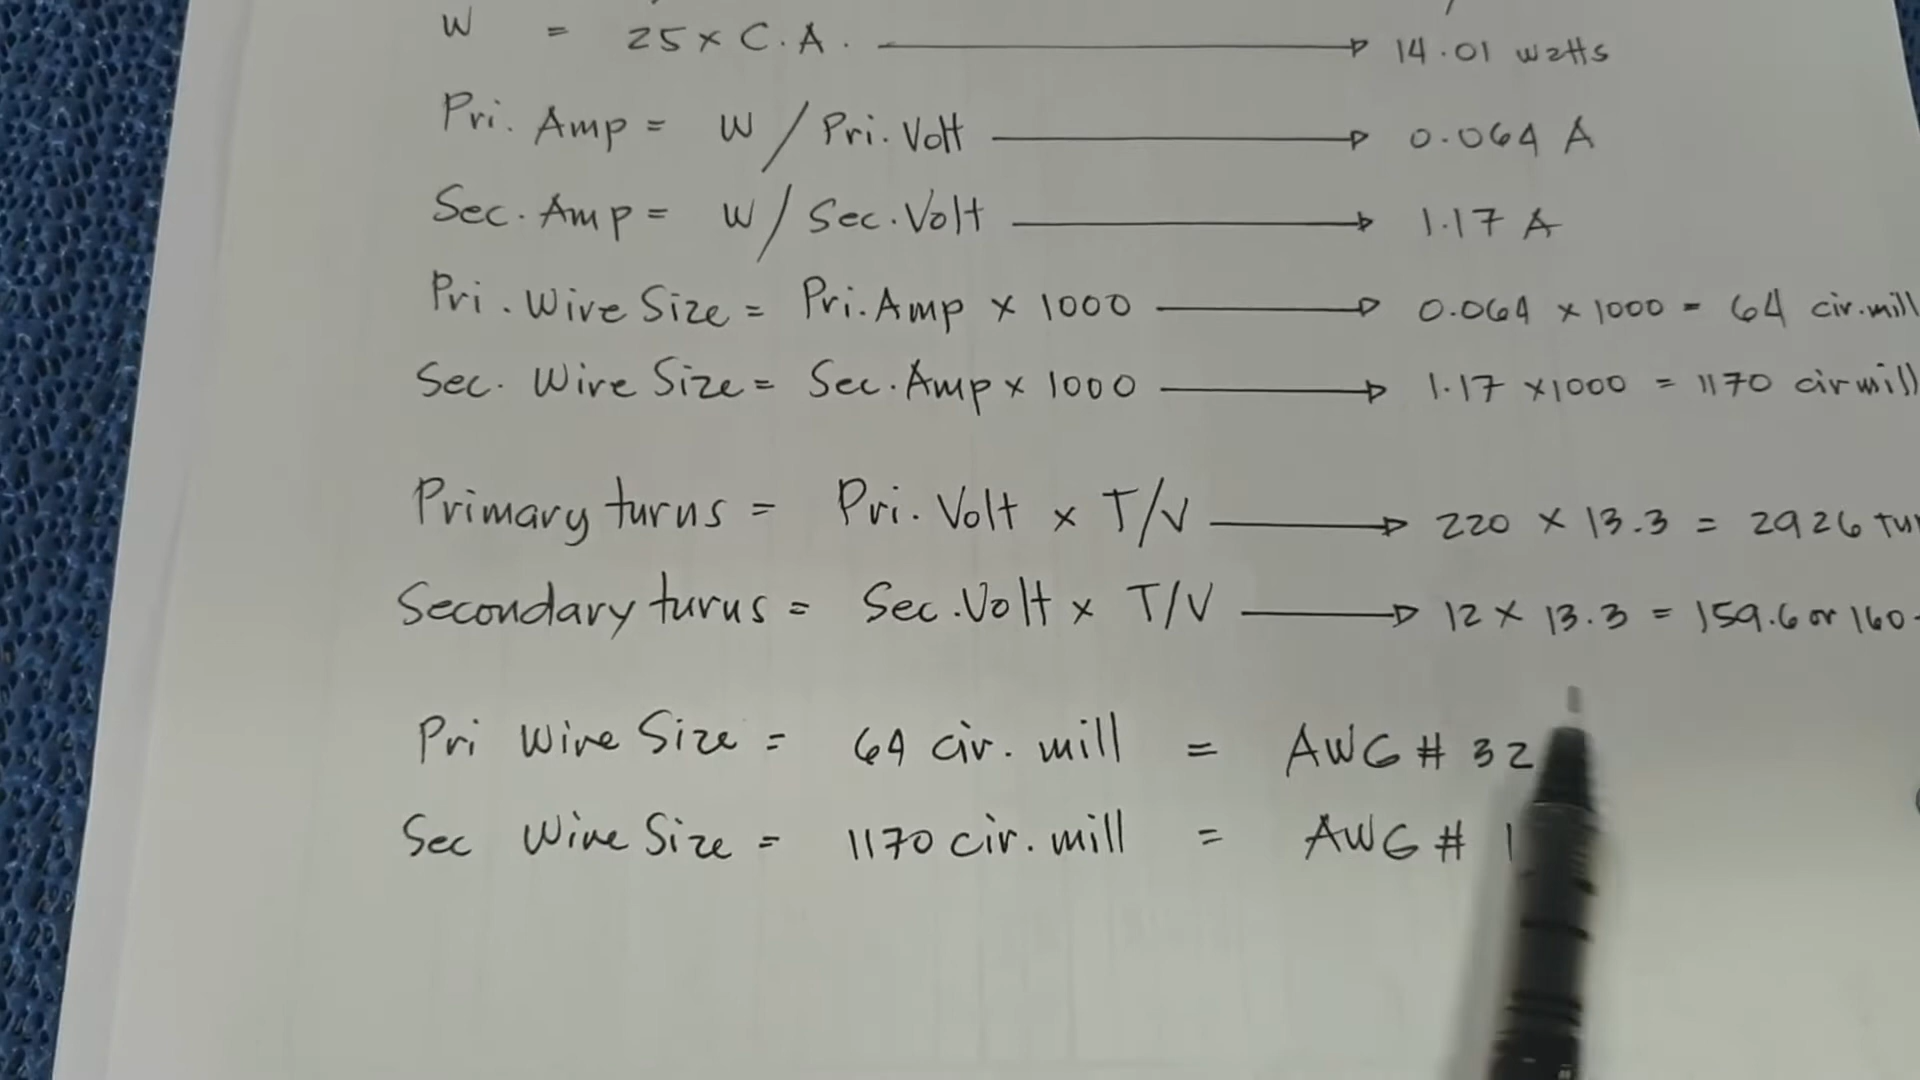 W = 25 x C.A. → 14.01 watts
Pri. Amp = W / Pri. Volt → 0.064 A
Sec. Amp = W / Sec. Volt → 1.17 A
Pri. Wire Size = Pri. Amp x 1000 → 0.064 x 1000 = 64 cir.mill
Sec. Wire Size = Sec. Amp x 1000 → 1.17 x 1000 = 1170 cir mill
Primary turns = Pri. Volt x T/V → 220 x 13.3 = 2926
Secondary turns = Sec. Volt x T/V → 12 x 13.3 = 159.6 or 160
Pri Wire Size = 64 cir. mill = AWG # 32
Sec Wire Size = 1170 cir. mill = AWG #